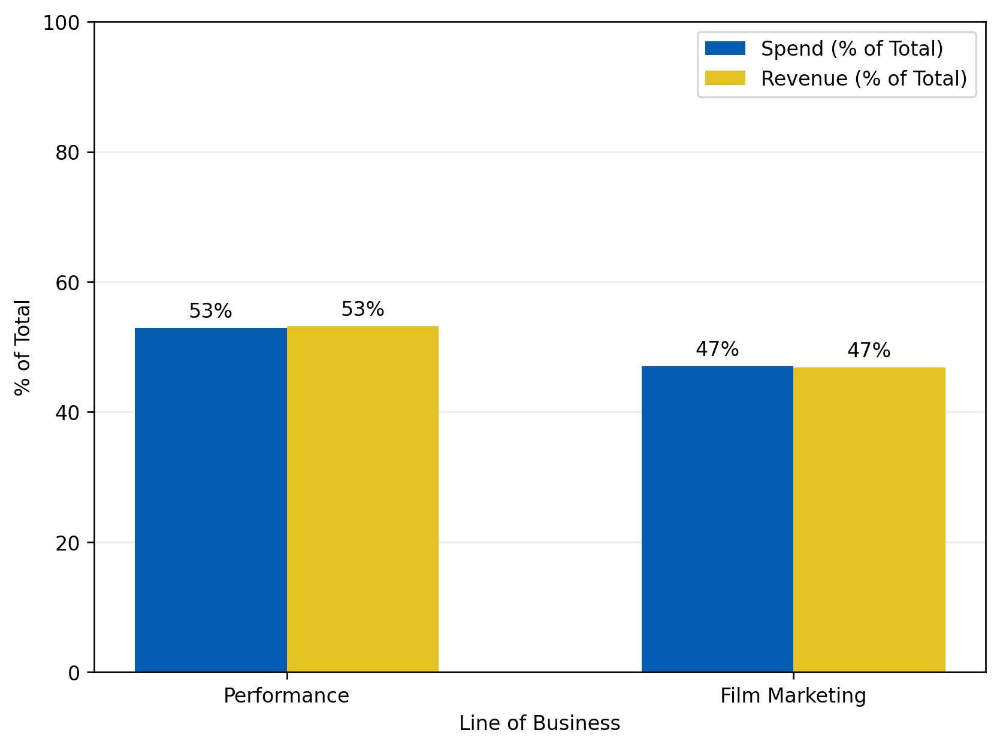 100
80
60
40
20
0
% of Total
Spend (% of Total)
Revenue (% of Total)
53%
53%
47%
47%
Performance
Film Marketing
Line of Business